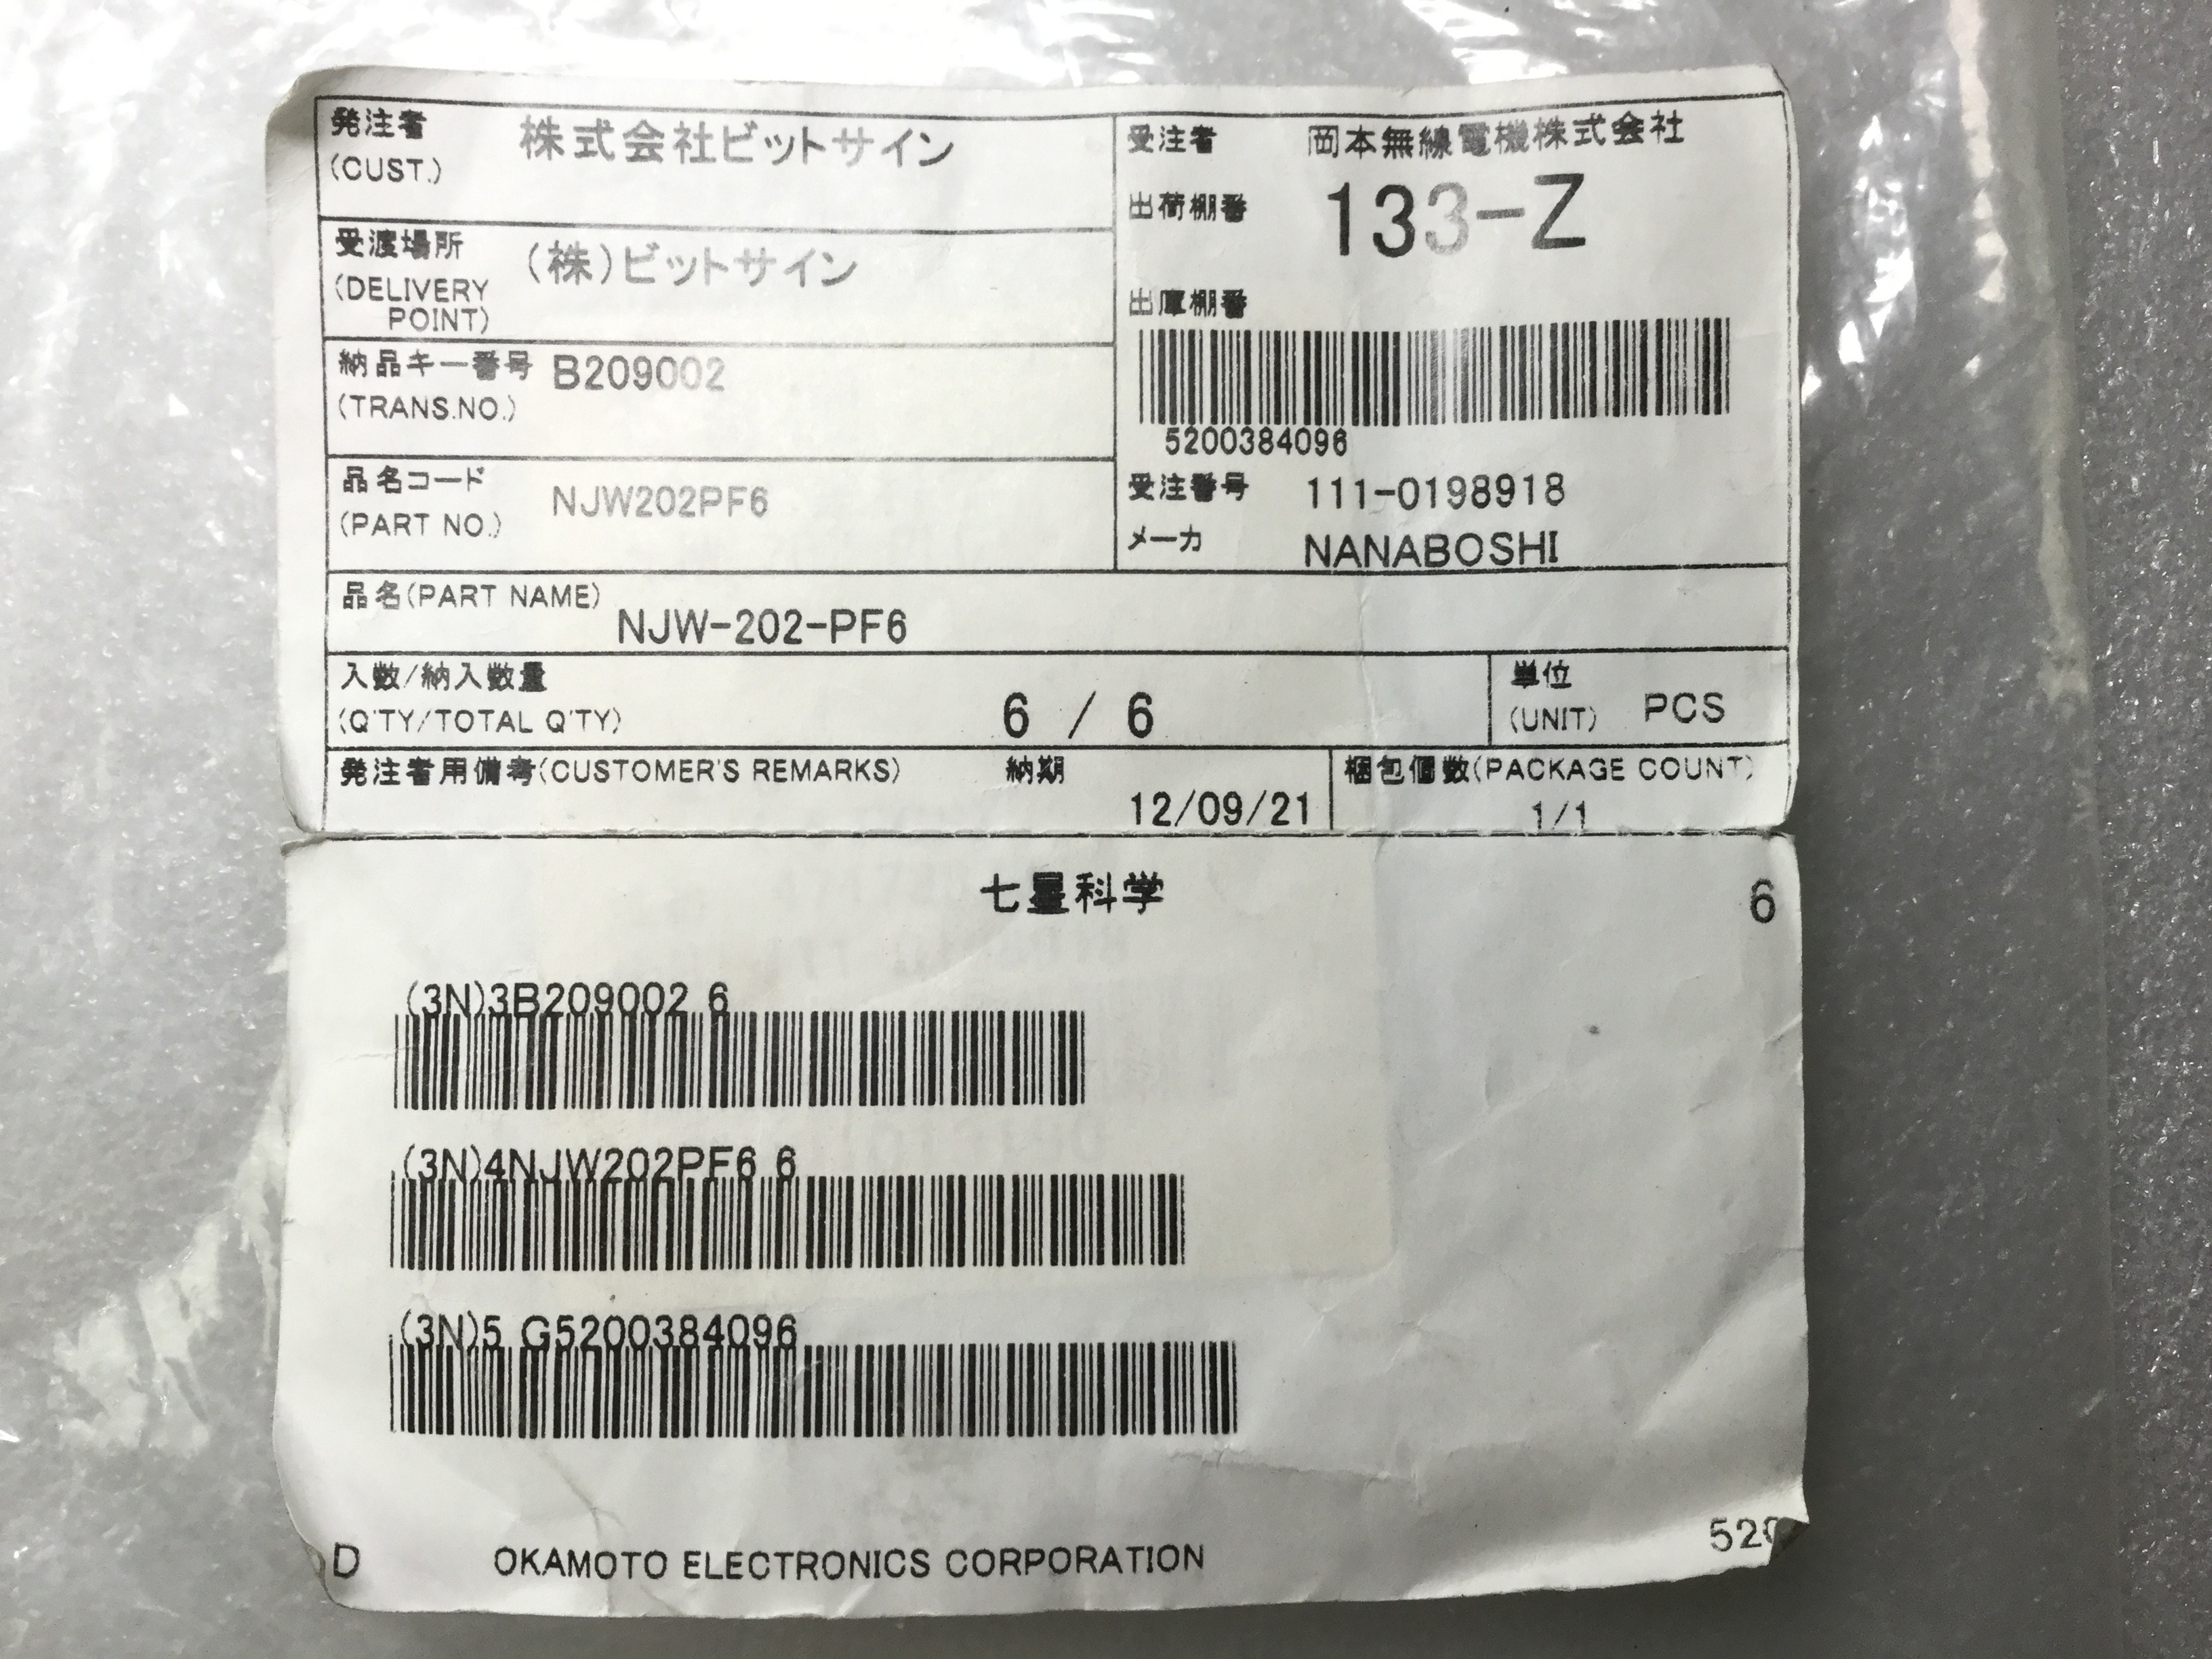 発注者
(CUST.)
株式会社ビットサイン
受渡場所
(DELIVERY
POINT)
(株)ビットサイン
納品キー番号 B209002
(TRANS.NO.)
品名コード
(PART NO.)
NJW202PF6
受注者 岡本無線電機株式会社
出荷棚番 133-Z
出庫棚番
5200384096
受注番号 111-0198918
メーカ NANABOSHI
品名(PART NAME)
NJW-202-PF6
入数/納入数量
(Q'TY/TOTAL Q'TY)
6 / 6
単位
(UNIT) PCS
発注者用備考(CUSTOMER'S REMARKS)
納期
12/09/21
梱包個数(PACKAGE COUNT)
1/1
七星科学
6
(3N)3B209002 6
(3N)4NJW202PF6 6
(3N)5 G5200384096
D OKAMOTO ELECTRONICS CORPORATION